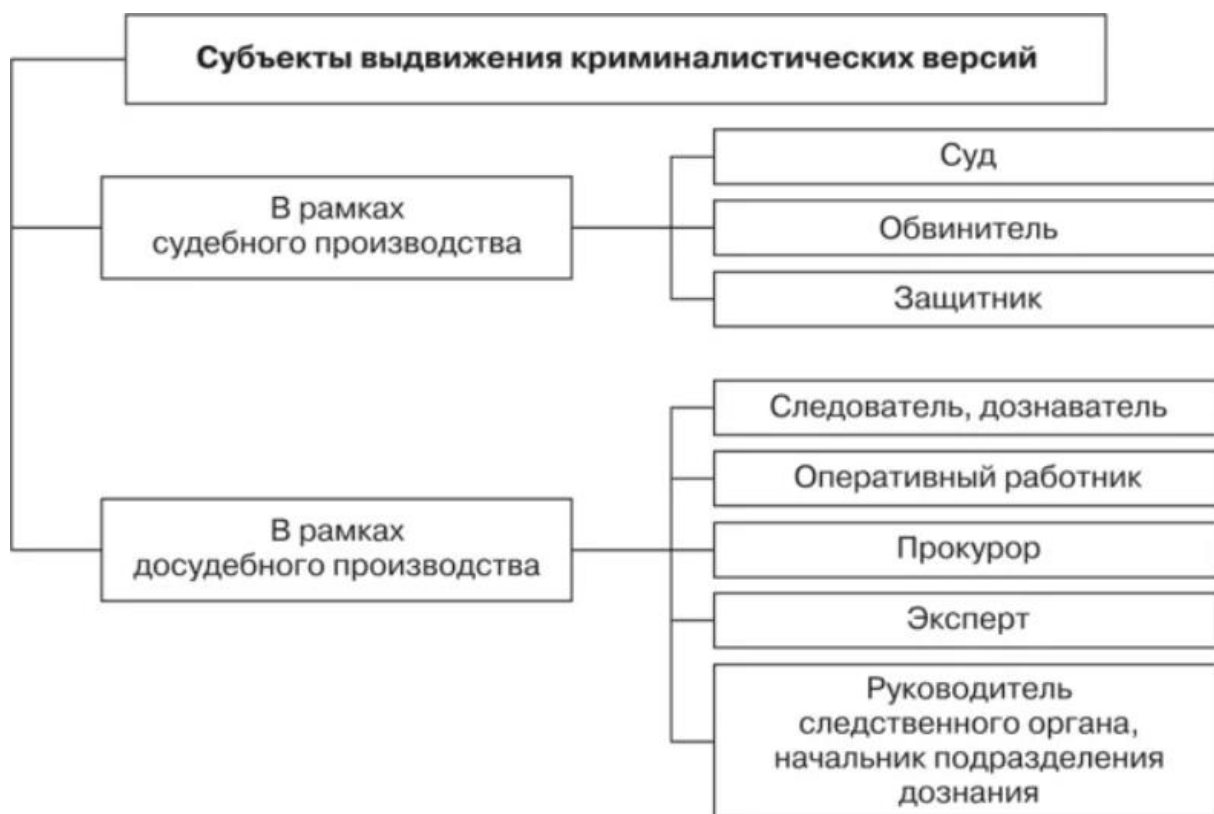 Субъекты выдвижения криминалистических версий
В рамках
судебного производства
Суд
Обвинитель
Защитник
В рамках
досудебного производства
Следователь, дознаватель
Оперативный работник
Прокурор
Эксперт
Руководитель
следственного органа,
начальник подразделения
дознания